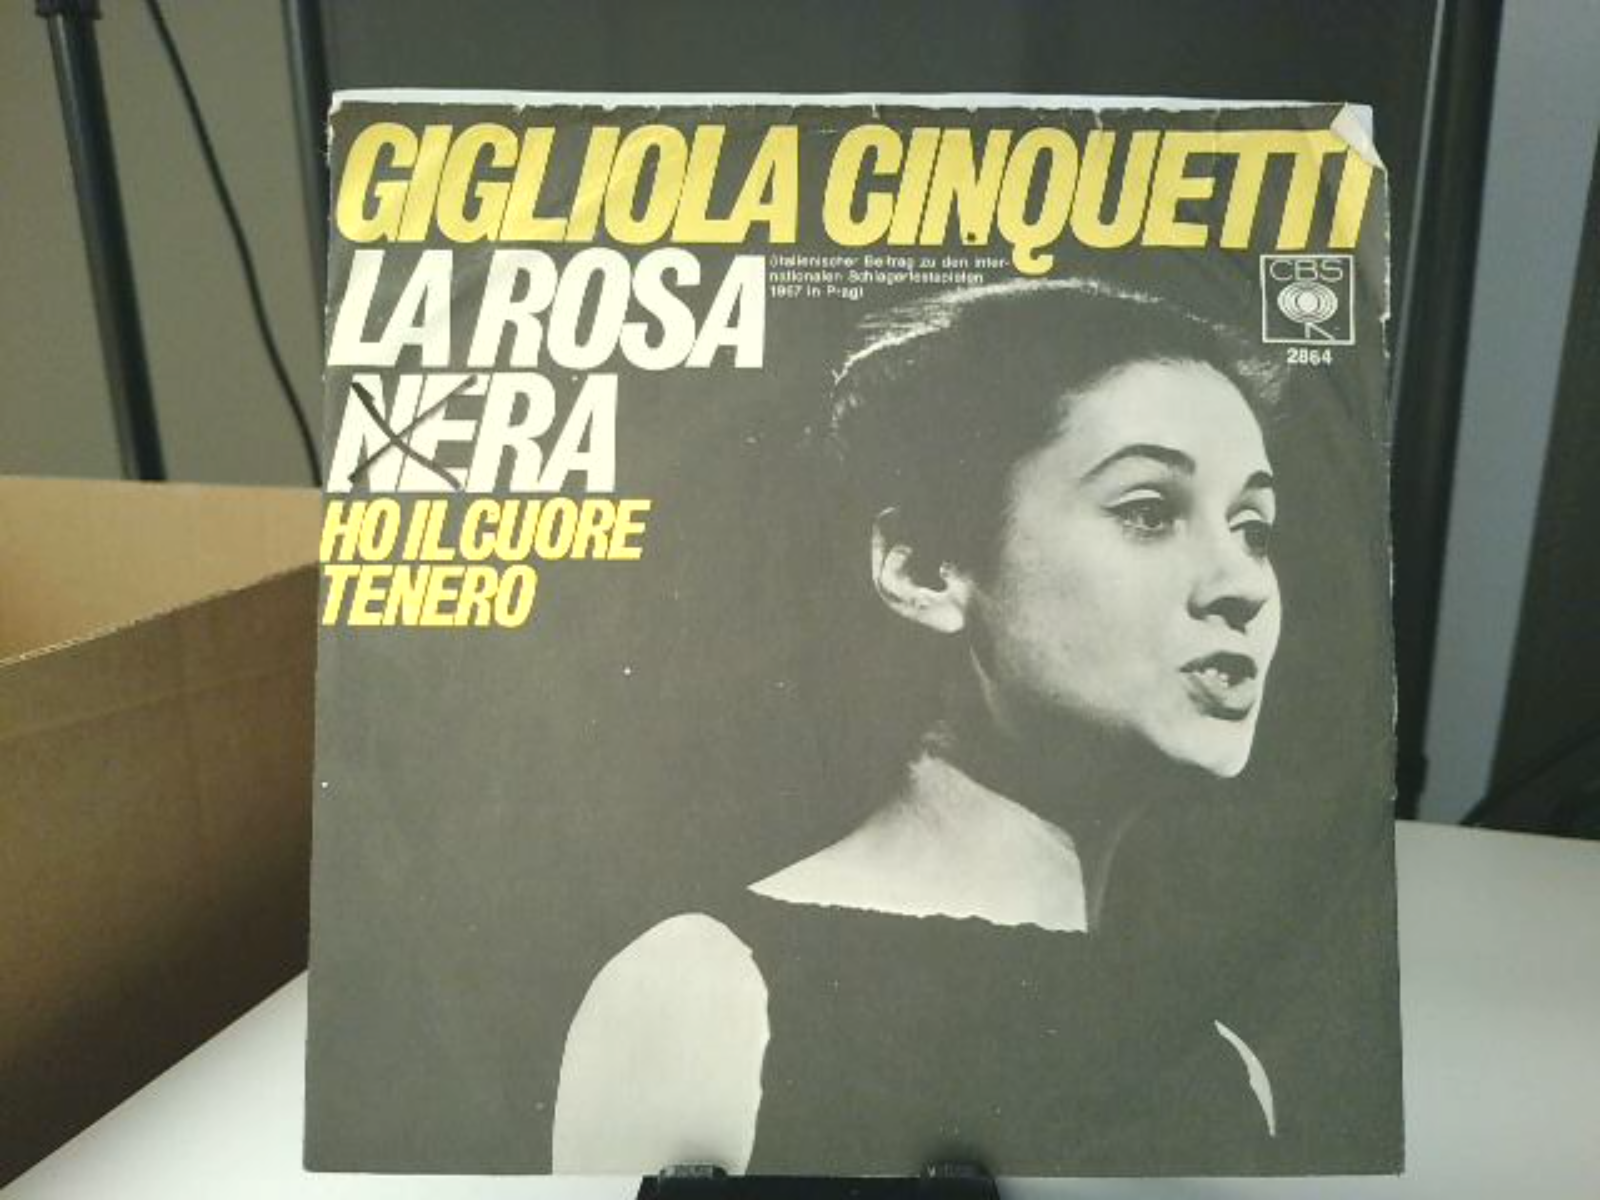 GIGLIOLA CINQUETTI
LA ROSA
NERA
HO IL CUORE
TENERO
(Italienischer Beitrag zu den inter-
nationalen Schlagerfestspielen
1967 in Prag)
CBS
2864